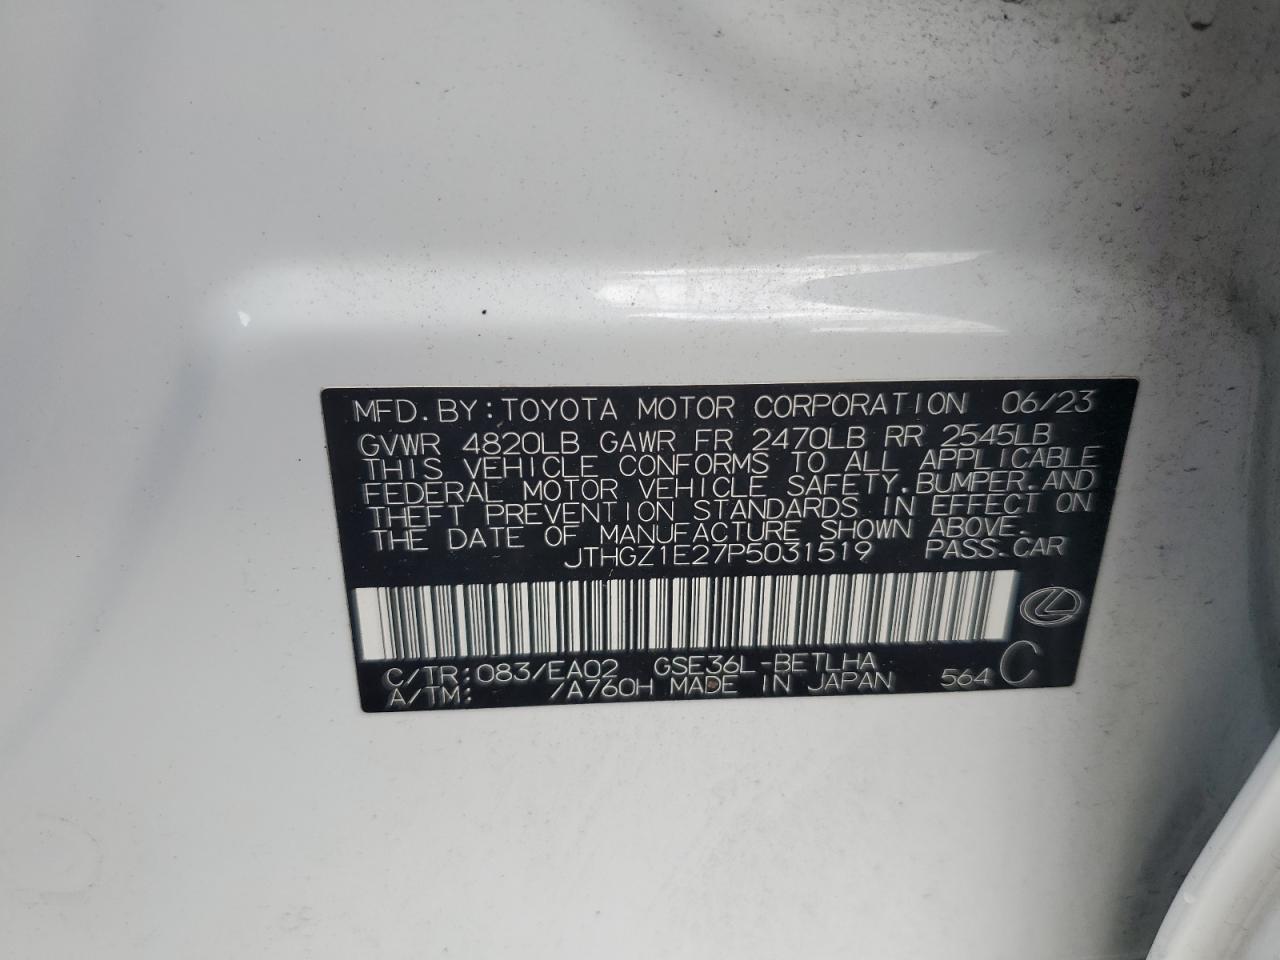 MFD.BY:TOYOTA MOTOR CORPORATION 06/23
GVWR 4820LB GAWR FR 2470LB RR 2545LB
THIS VEHICLE CONFORMS TO ALL APPLICABLE
FEDERAL MOTOR VEHICLE SAFETY.BUMPER.AND
THEFT PREVENTION STANDARDS IN EFFECT ON
THE DATE OF MANUFACTURE SHOWN ABOVE.
JTHGZ1E27P5031519 PASS.CAR
C/TR:083/EA02 GSE36L-BETLHA
A/TM: /A760H MADE IN JAPAN 564 C